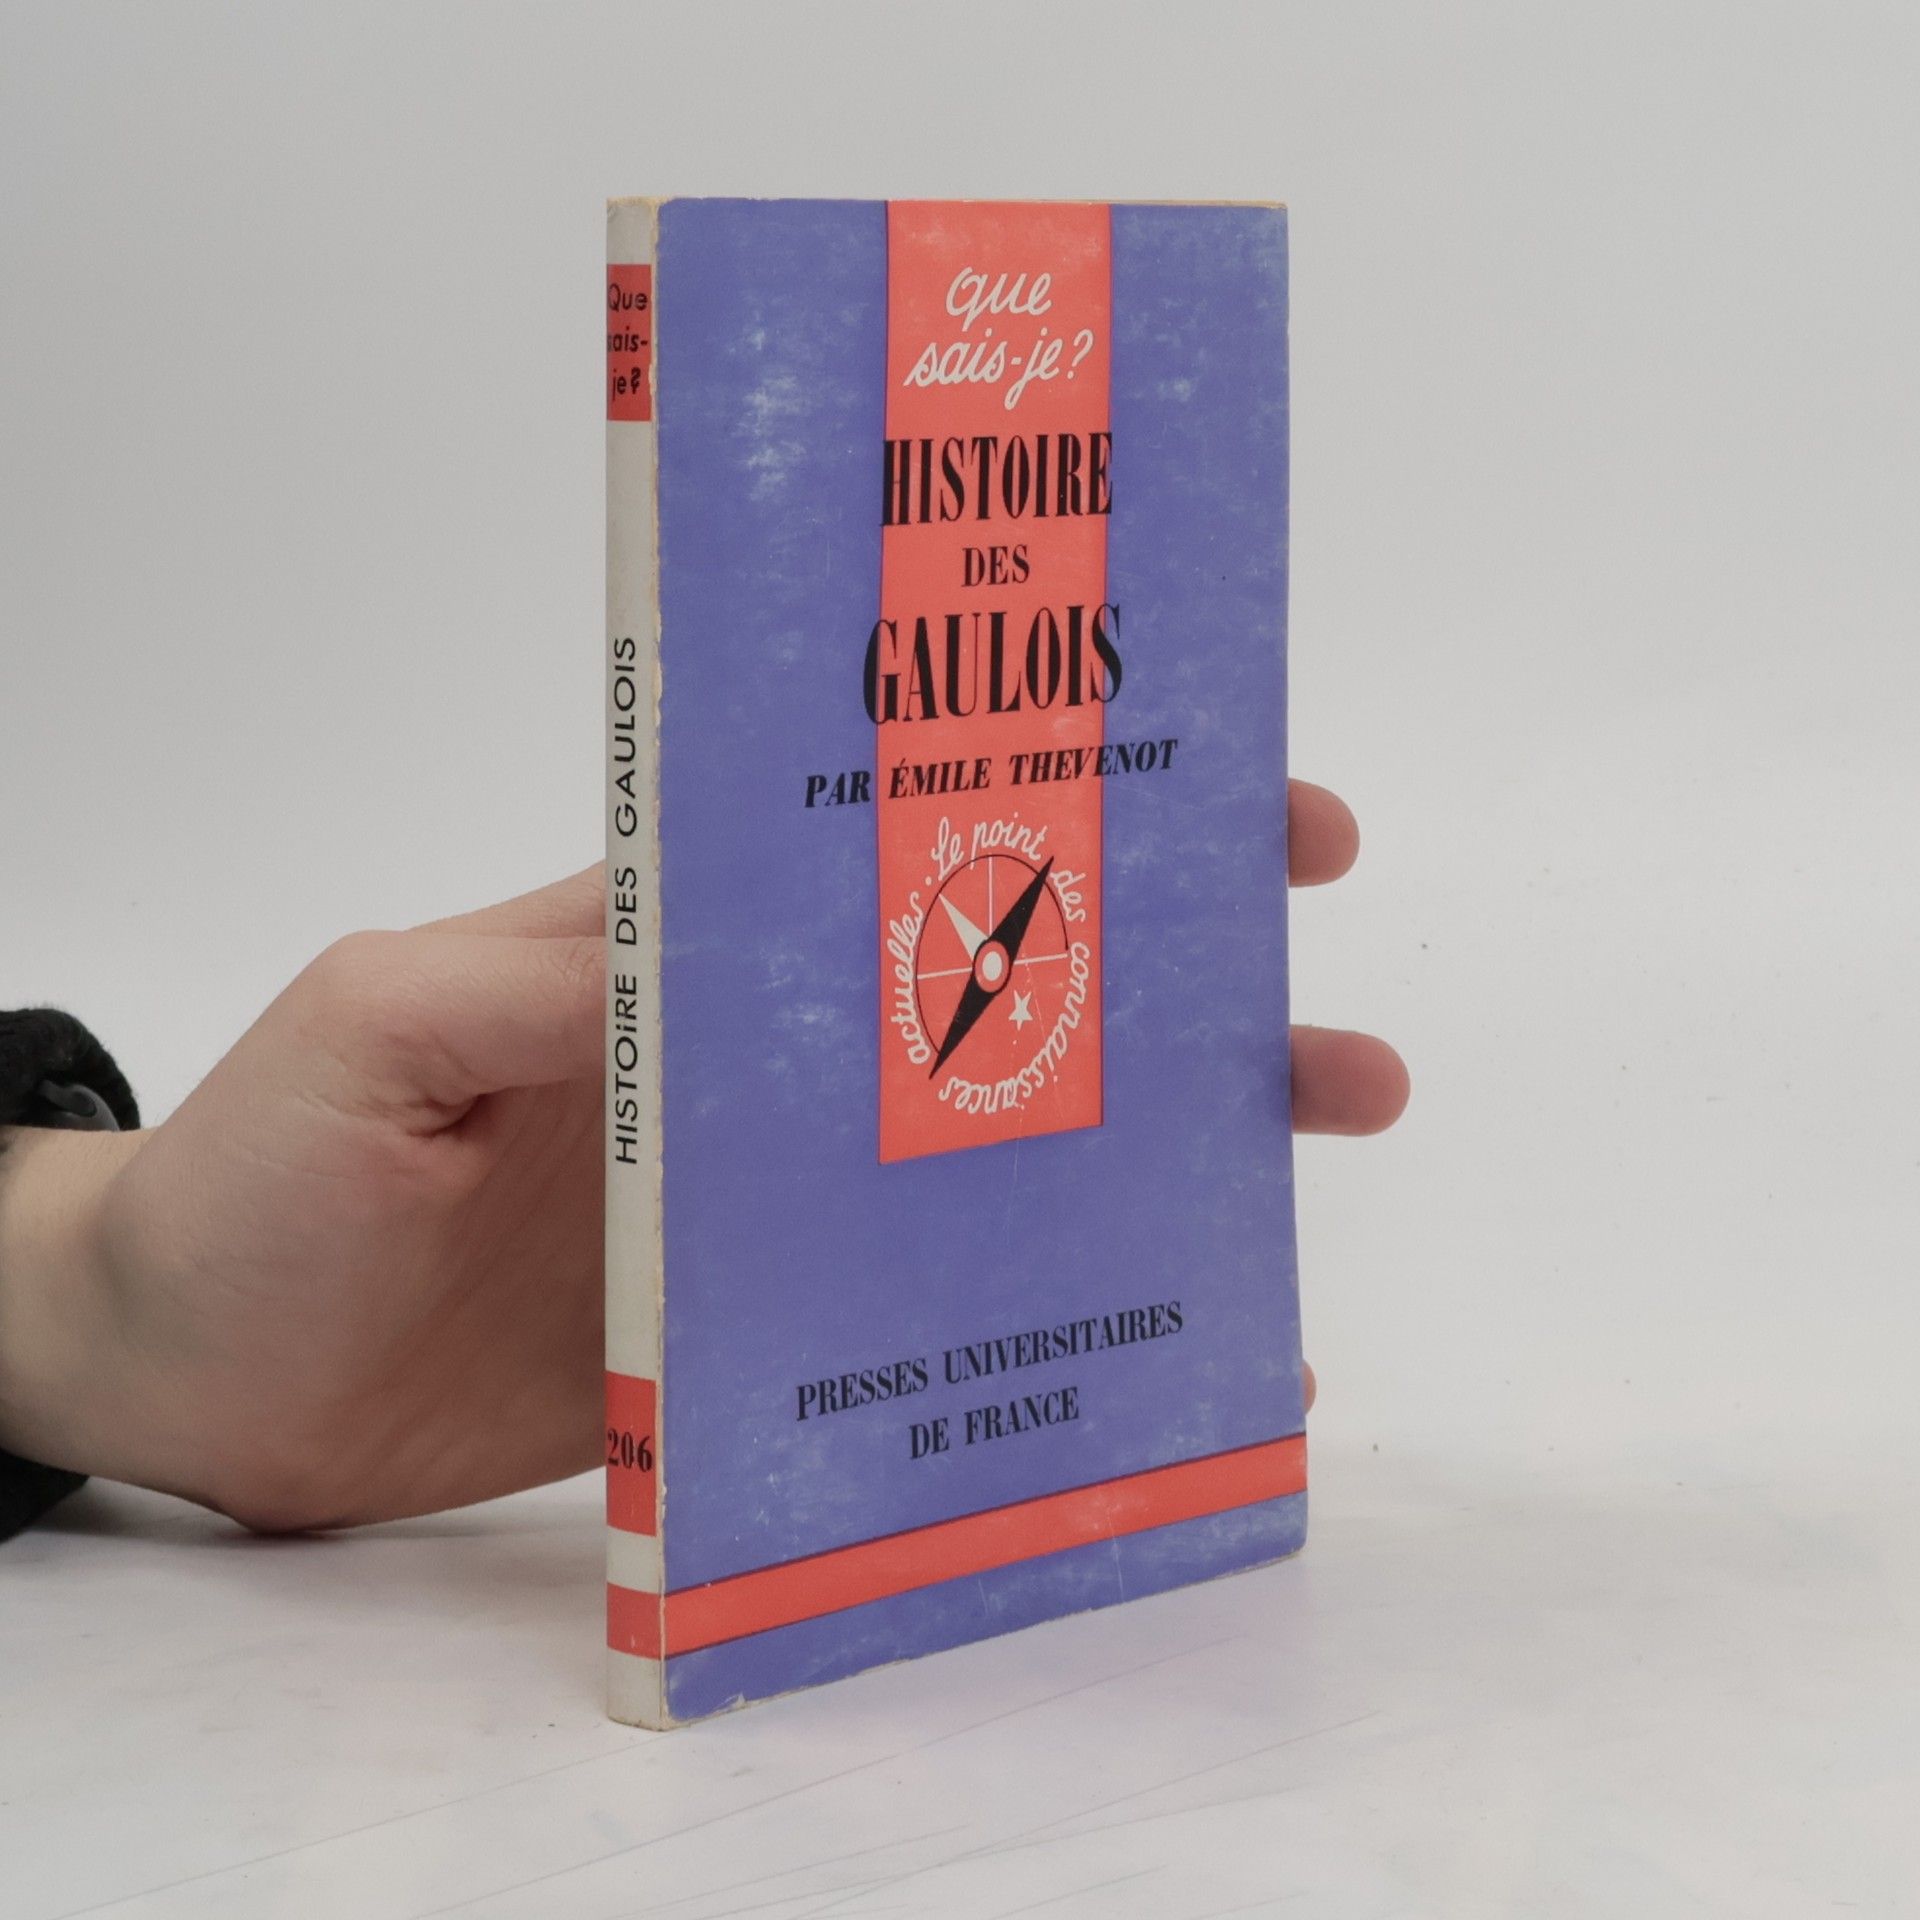 Que
sais-
je?
HISTOiRE DES GAULOIS
206
que
sais-je?
HISTOIRE
DES
GAULOIS
PAR ÉMILE THEVENOT
Le point des connaissances actuelles.
PRESSES UNIVERSITAIRES
DE FRANCE